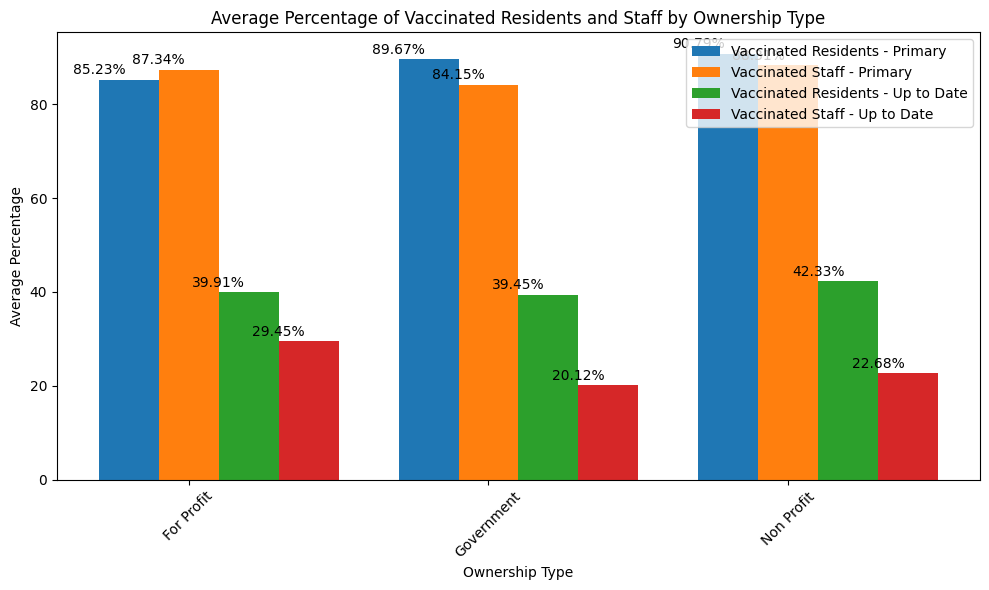 Average Percentage of Vaccinated Residents and Staff by Ownership Type
Average Percentage
80
60
40
20
0
85.23%
87.34%
39.91%
29.45%
89.67%
84.15%
39.45%
20.12%
90.79%
42.33%
22.68%
Vaccinated Residents - Primary
Vaccinated Staff - Primary
Vaccinated Residents - Up to Date
Vaccinated Staff - Up to Date
For Profit
Government
Non Profit
Ownership Type